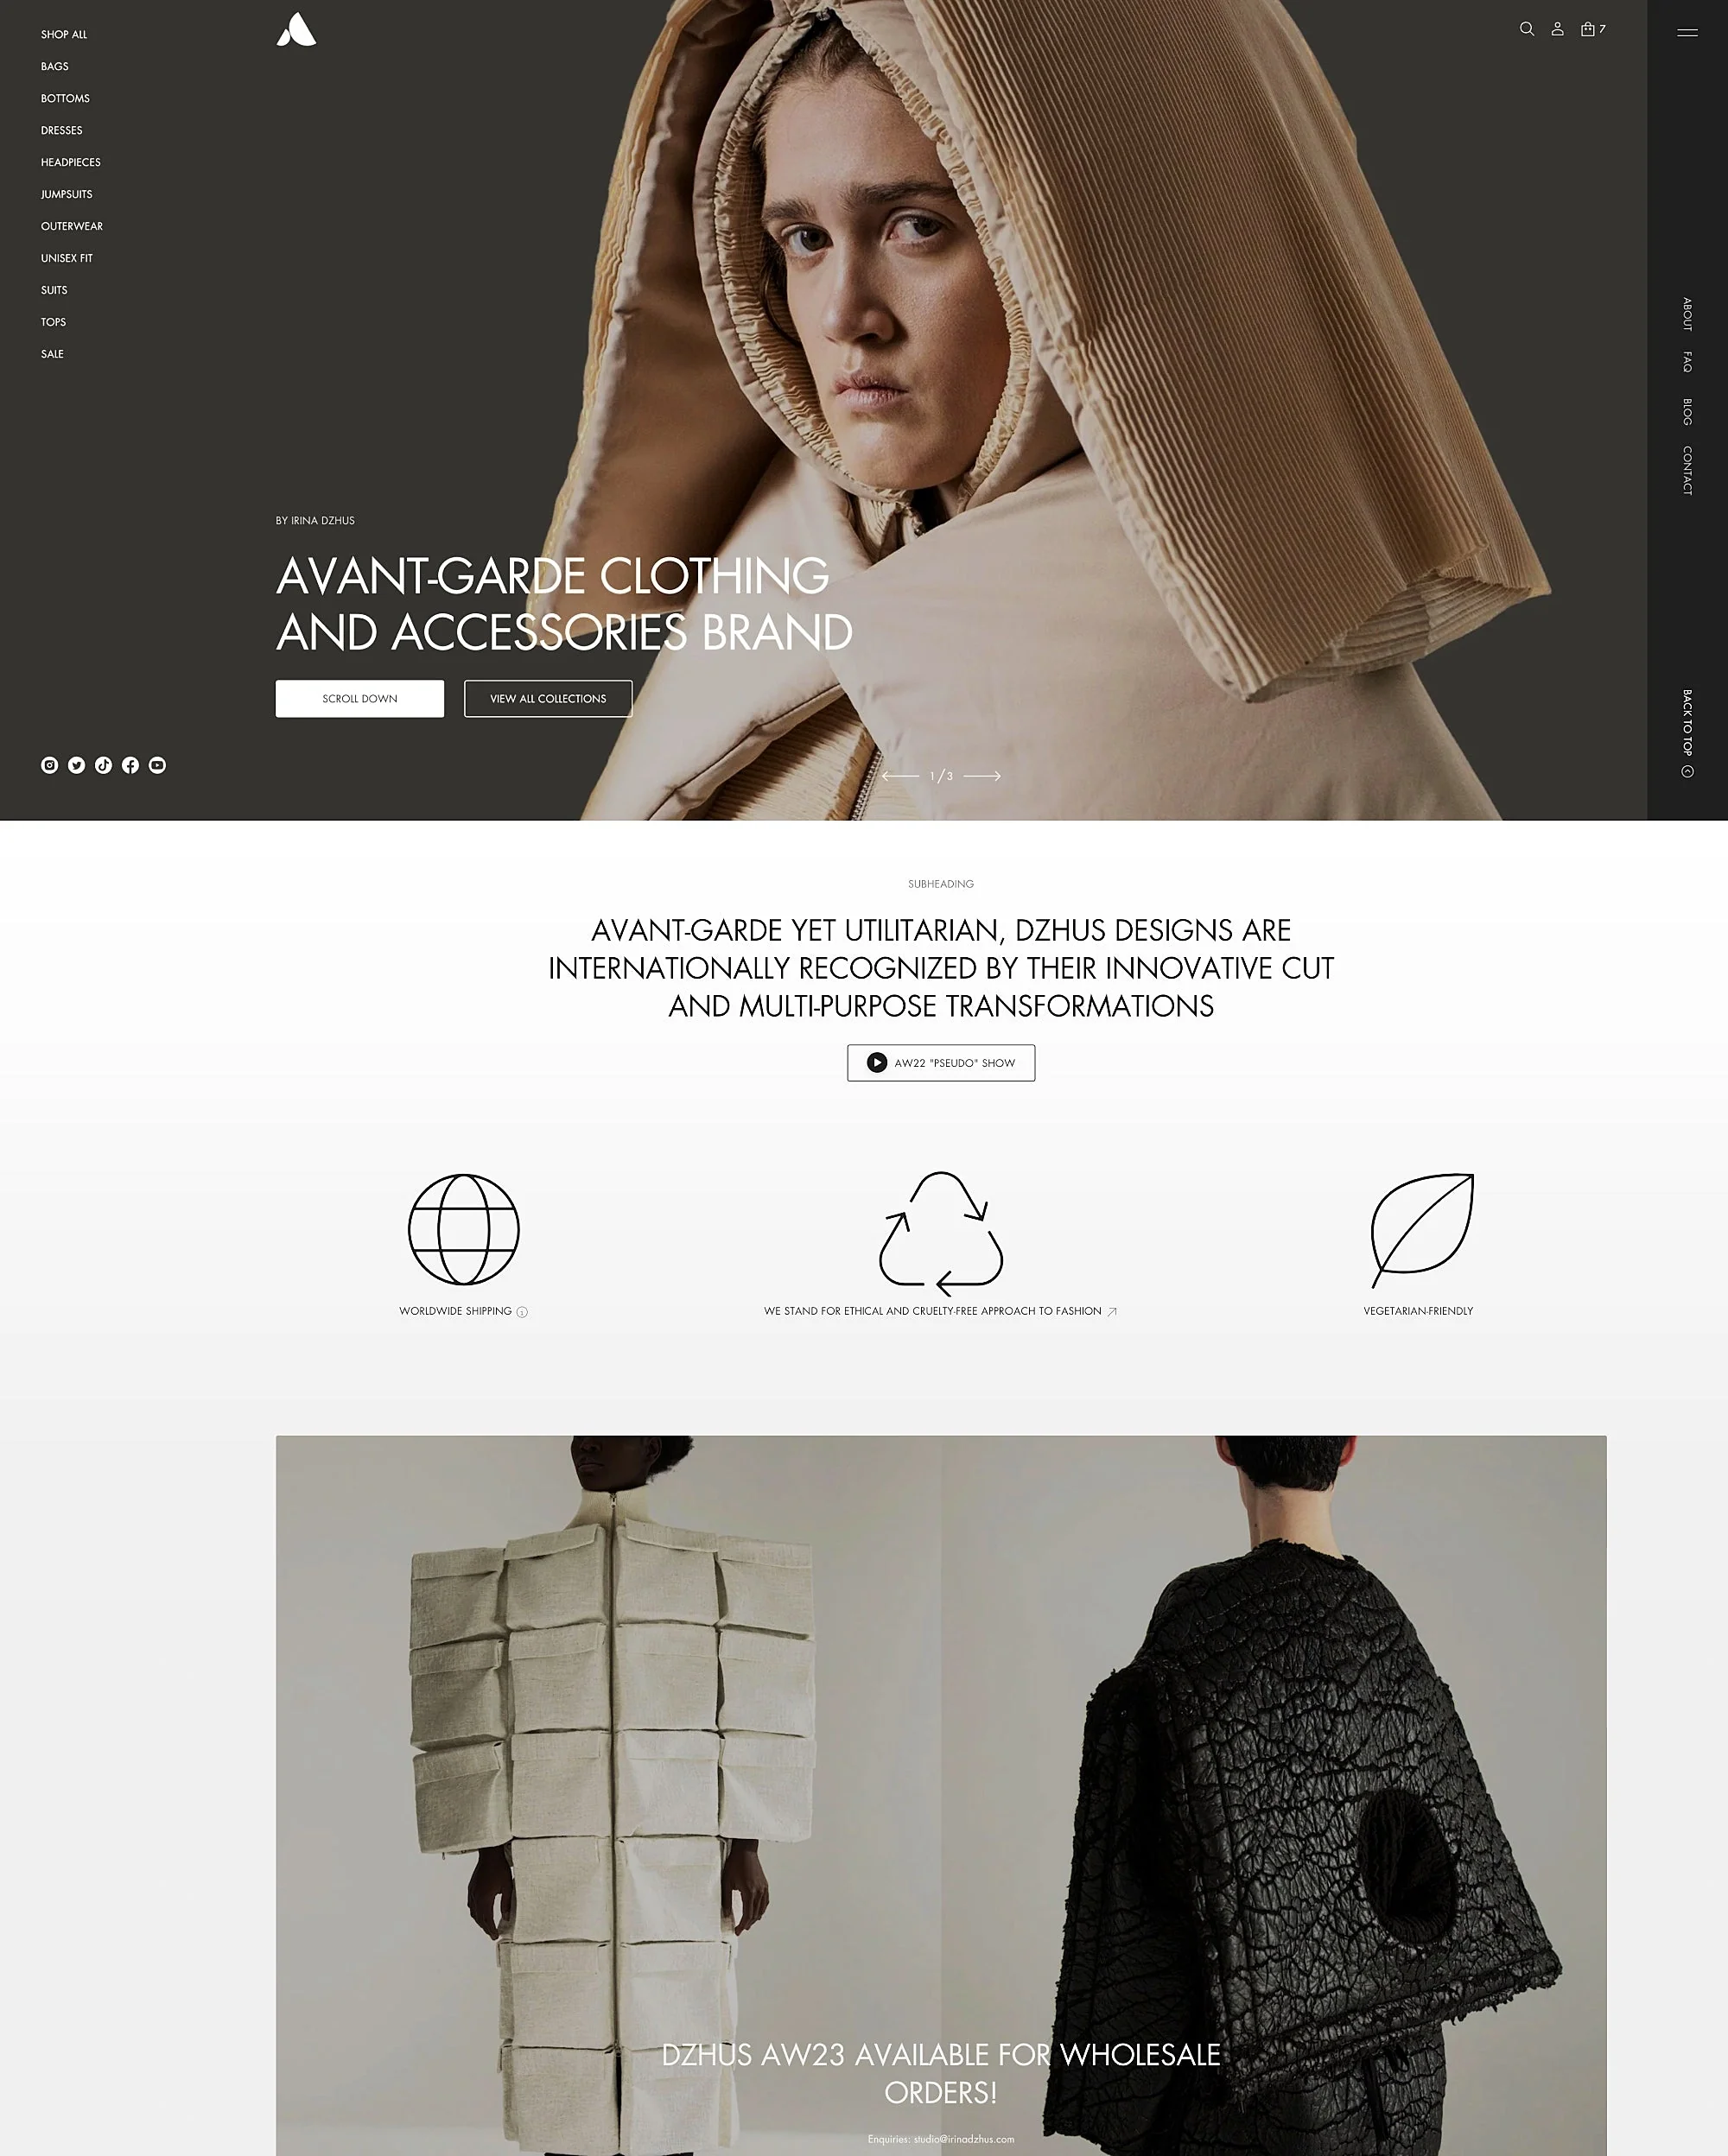 SHOP ALL
BAGS
BOTTOMS
DRESSES
HEADPIECES
JUMPSUITS
OUTERWEAR
UNISEX FIT
SUITS
TOPS
SALE
7
ABOUT
FAQ
BLOG
CONTACT
BACK TO TOP
BY IRINA DZHUS
AVANT-GARDE CLOTHING
AND ACCESSORIES BRAND
SCROLL DOWN
VIEW ALL COLLECTIONS
1/3
SUBHEADING
AVANT-GARDE YET UTILITARIAN, DZHUS DESIGNS ARE
INTERNATIONALLY RECOGNIZED BY THEIR INNOVATIVE CUT
AND MULTI-PURPOSE TRANSFORMATIONS
AW22 "PSEUDO" SHOW
WORLDWIDE SHIPPING
WE STAND FOR ETHICAL AND CRUELTY-FREE APPROACH TO FASHION
VEGETARIAN-FRIENDLY
DZHUS AW23 AVAILABLE FOR WHOLESALE
ORDERS!
Enquiries: studio@irinadzhus.com